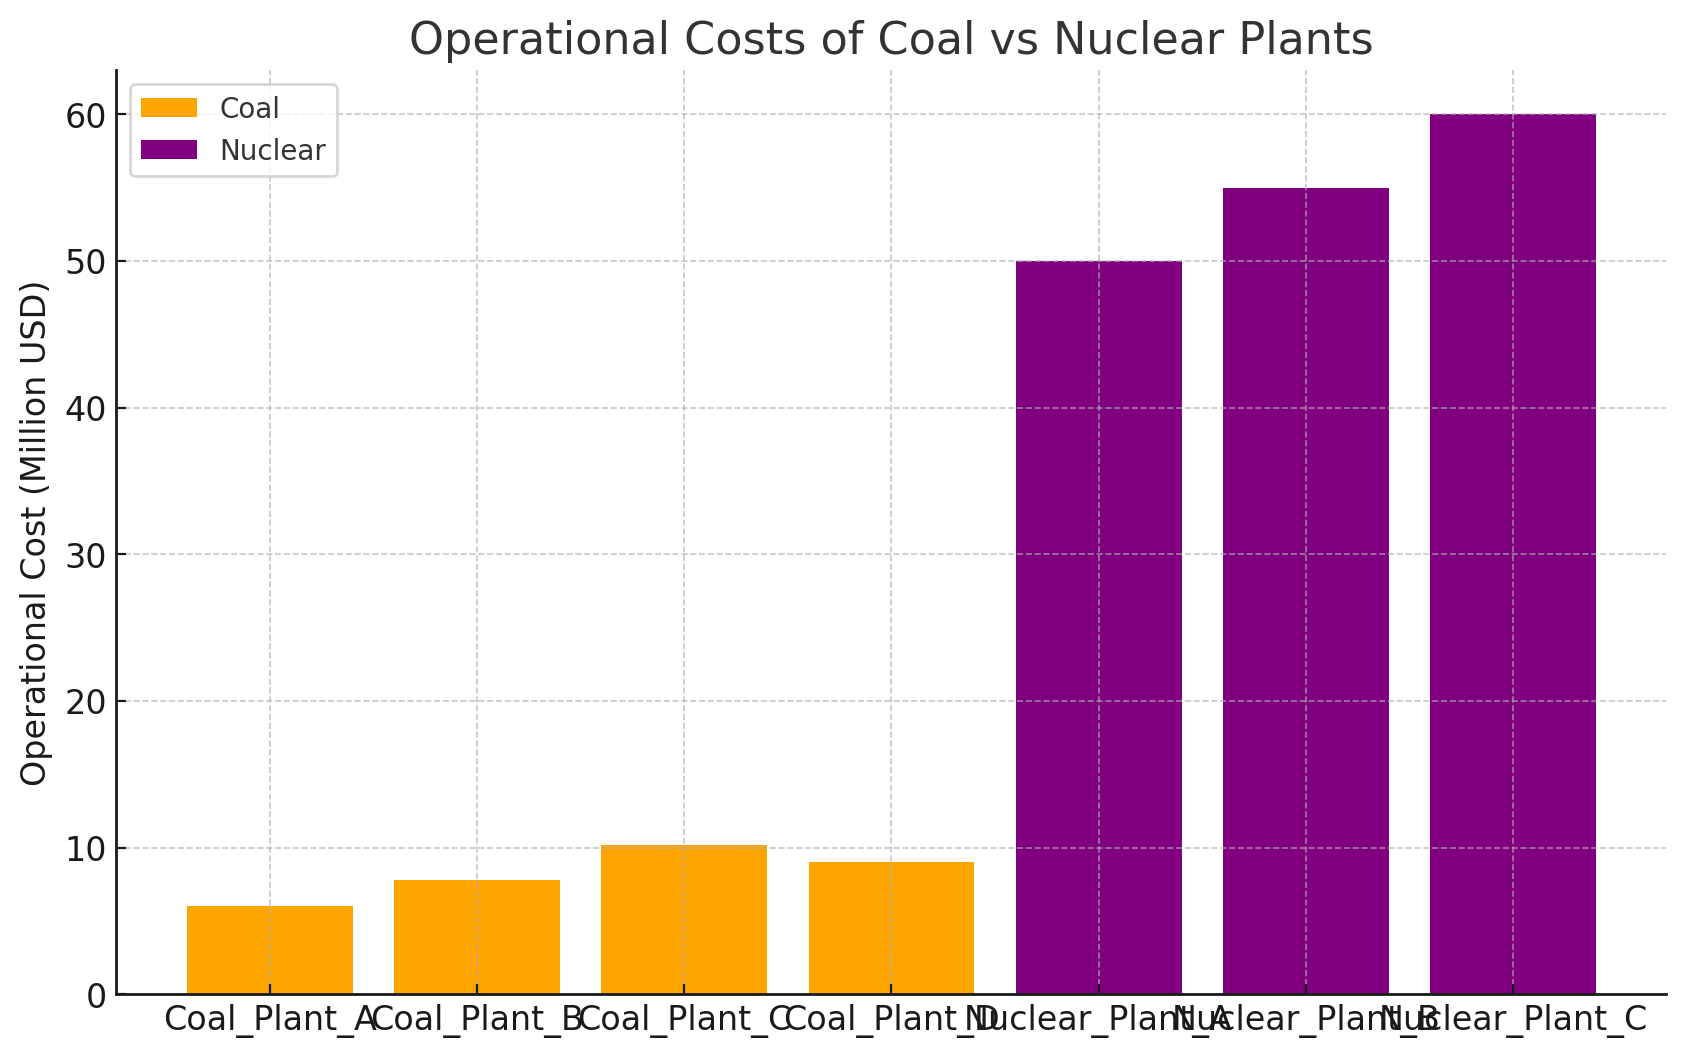 Operational Costs of Coal vs Nuclear Plants
Coal
Nuclear
Operational Cost (Million USD)
60
50
40
30
20
10
0
Coal_Plant_A
Coal_Plant_B
Coal_Plant_C
Coal_Plant_D
Nuclear_Plant_A
Nuclear_Plant_B
Nuclear_Plant_C